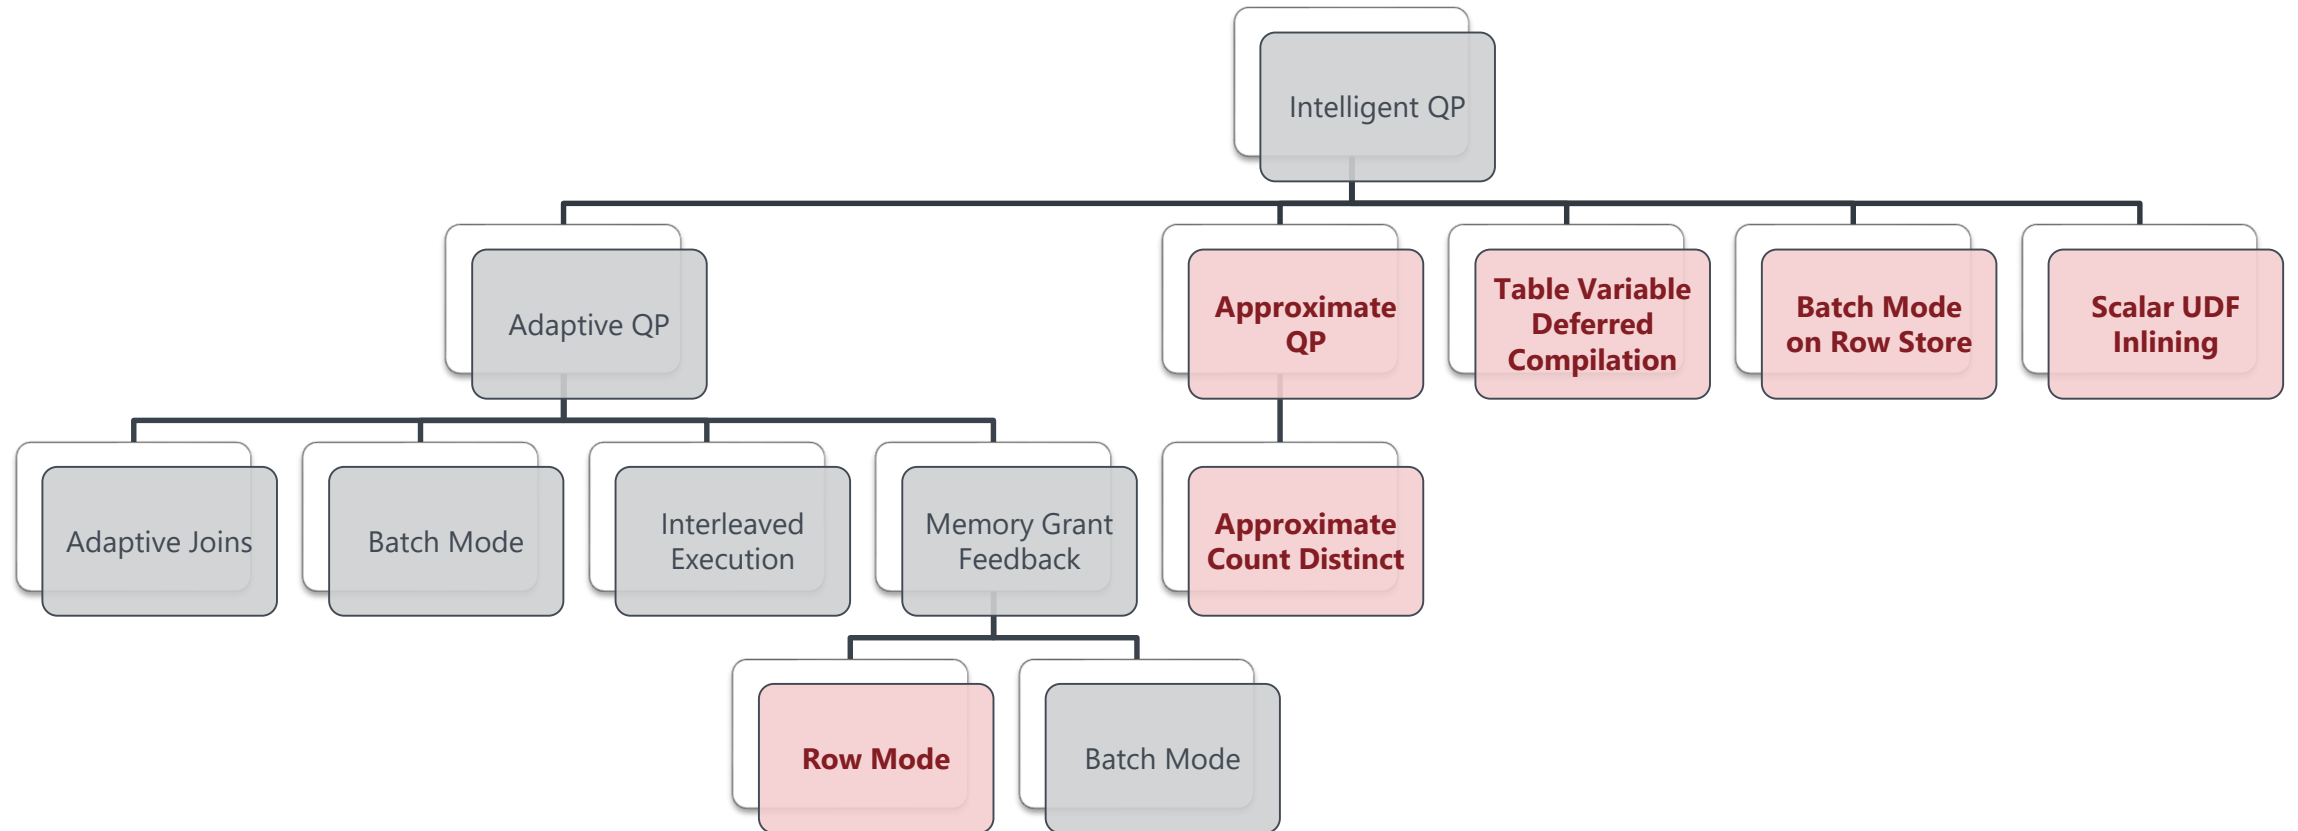 Intelligent QP
Adaptive QP
Approximate
QP
Table Variable
Deferred
Compilation
Batch Mode
on Row Store
Scalar UDF
Inlining
Adaptive Joins
Batch Mode
Interleaved
Execution
Memory Grant
Feedback
Approximate
Count Distinct
Row Mode
Batch Mode